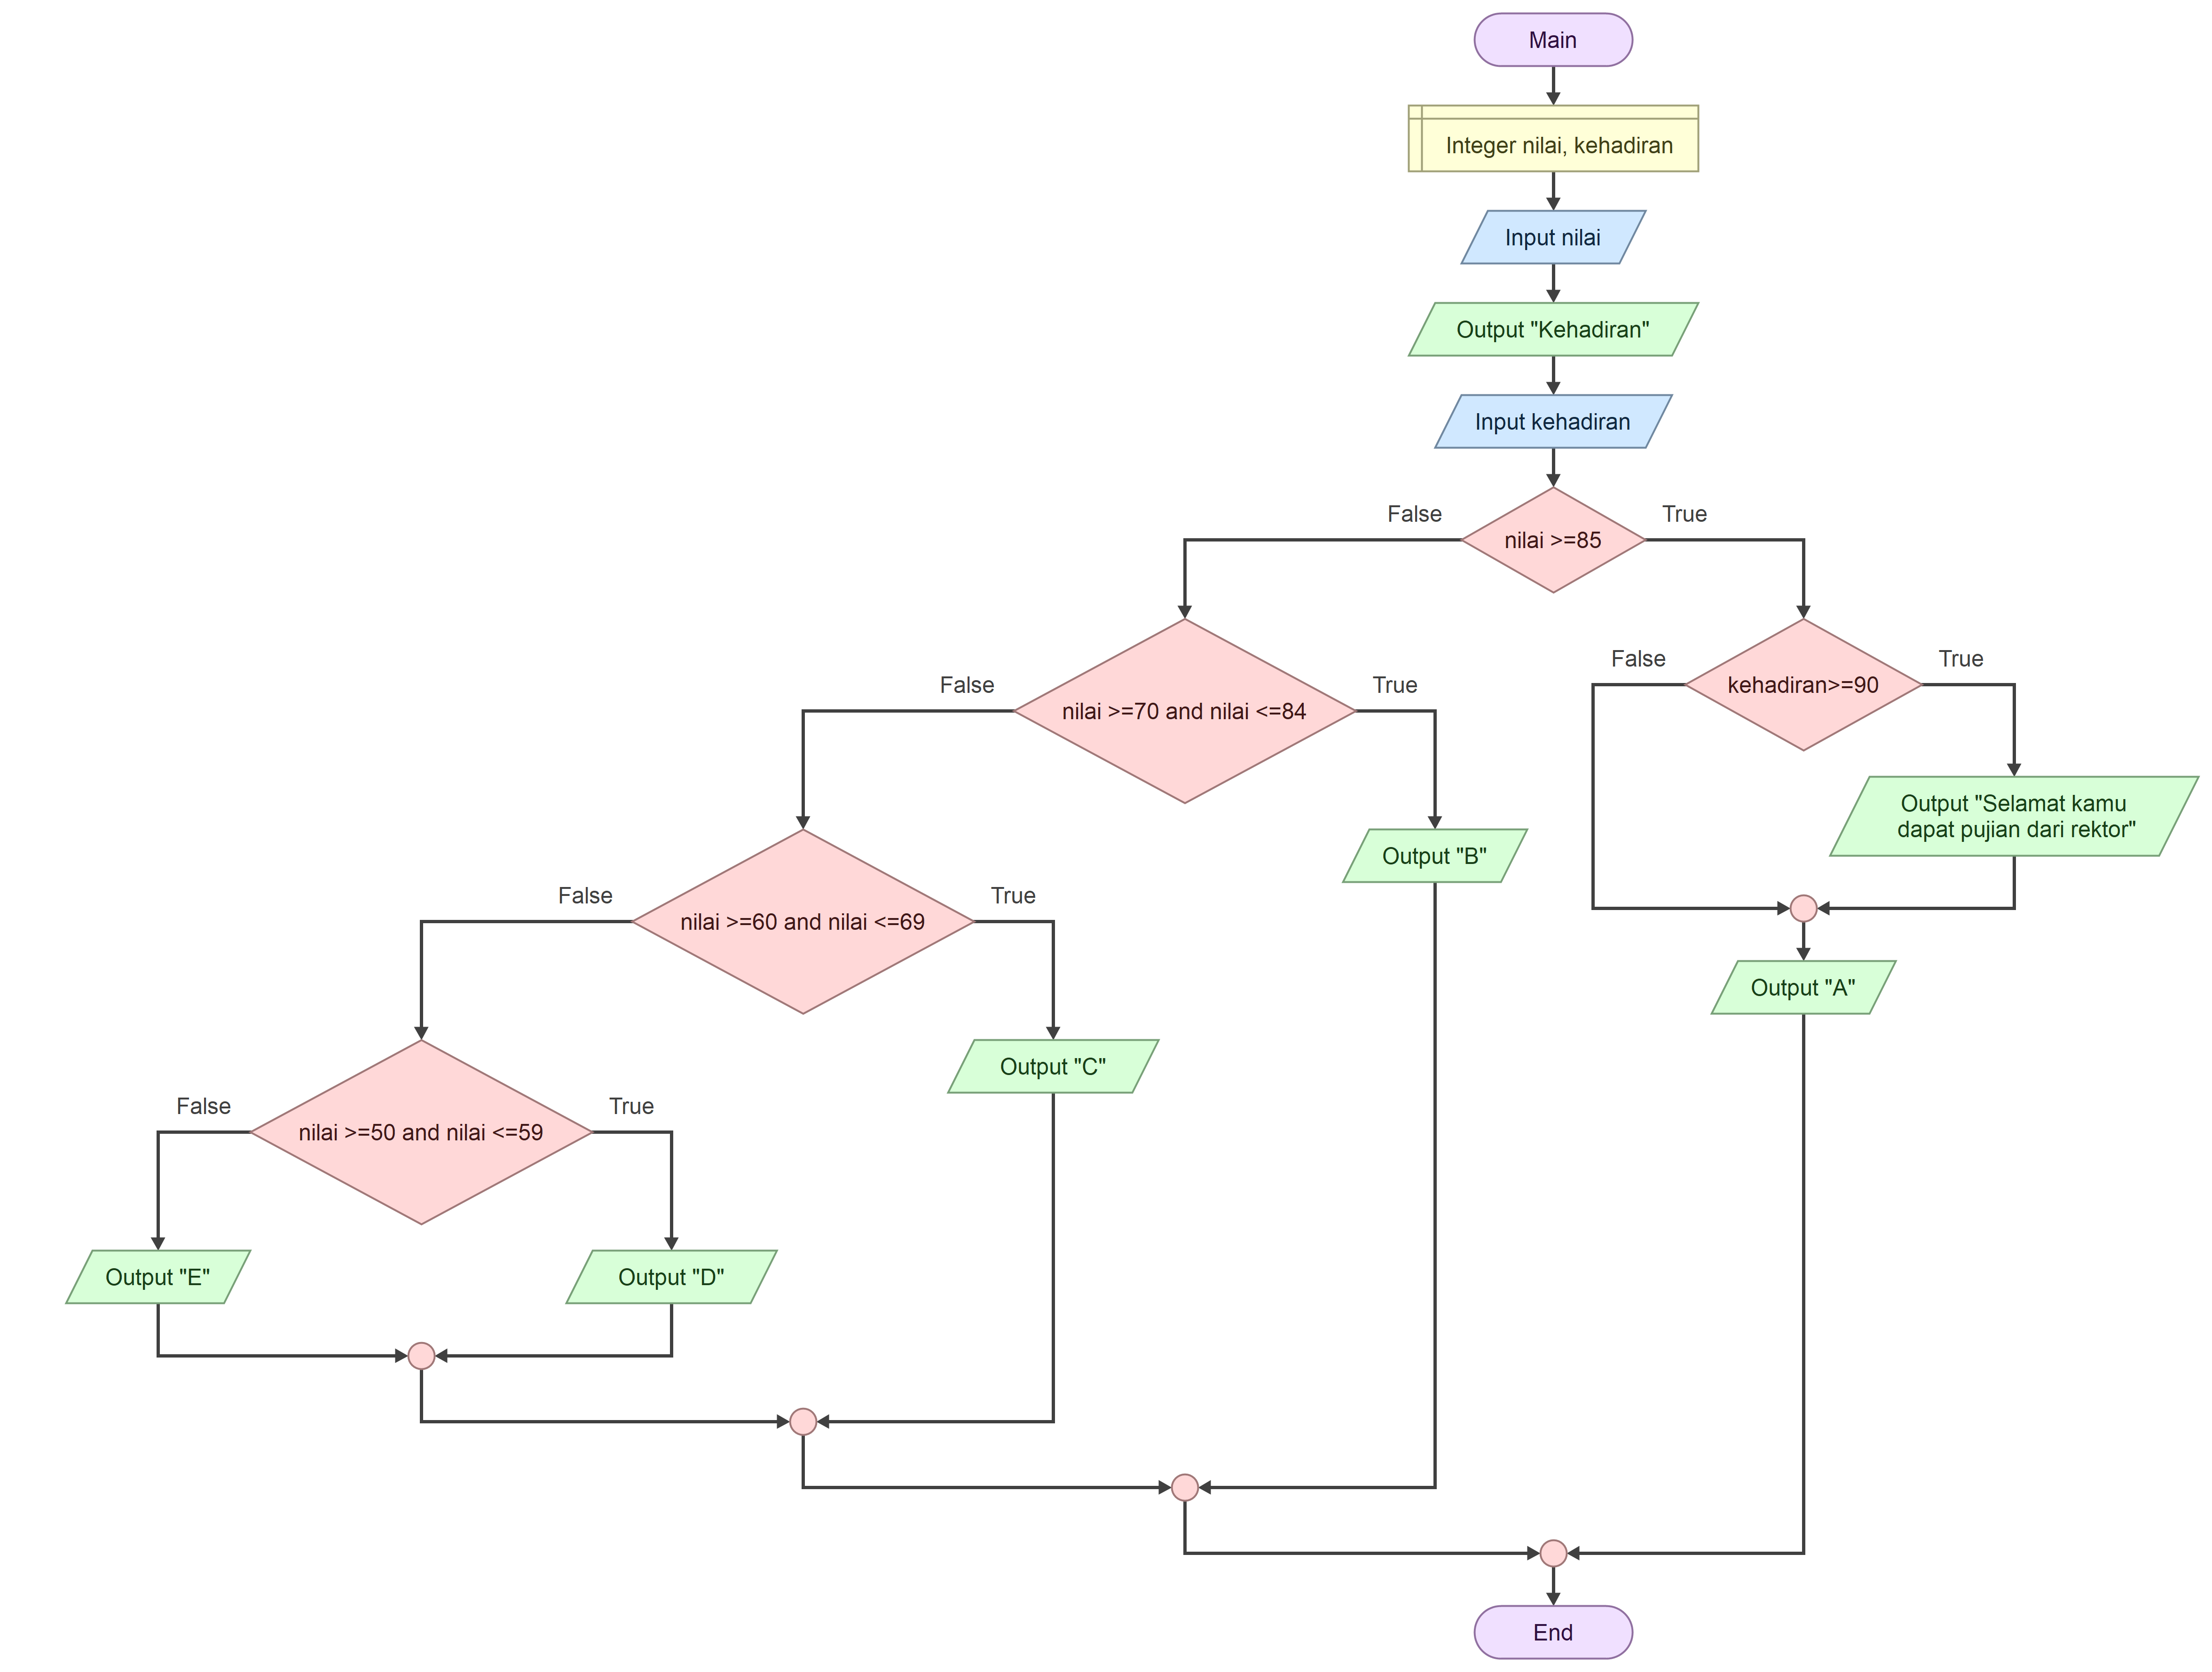 Main
Integer nilai, kehadiran
Input nilai
Output "Kehadiran"
Input kehadiran
False
True
nilai >=85
False
True
kehadiran>=90
False
True
nilai >=70 and nilai <=84
Output "Selamat kamu
dapat pujian dari rektor"
Output "B"
False
True
nilai >=60 and nilai <=69
Output "A"
Output "C"
False
True
nilai >=50 and nilai <=59
Output "E"
Output "D"
End